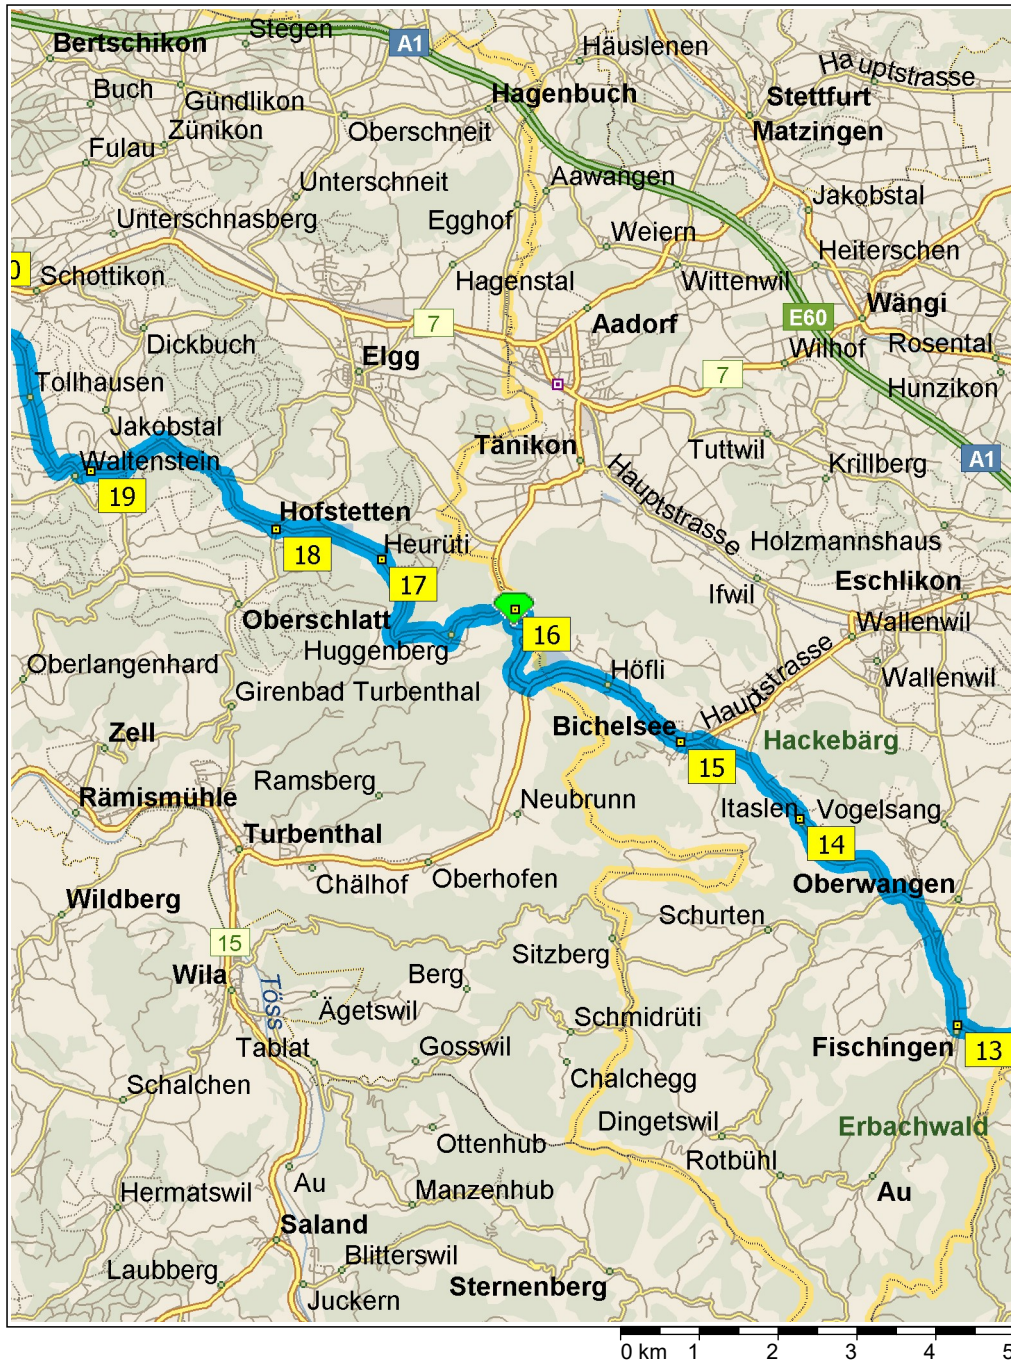 Stegen
Bertschikon
A1
Häuslenen
Hauptstrasse
Buch
Gündlikon
Hagenbuch
Stettfurt
Zünikon
Oberschneit
Matzingen
Fulau
Unterschneit
Aawangen
Jakobstal
Unterschnasberg
Egghof
Weiern
Heiterschen
0
Schottikon
Hagenstal
Wittenwil
Wängi
7
Aadorf
E60
Dickbuch
Elgg
Wilhof
Rosental
Tollhausen
7
Hunzikon
Jakobstal
Tänikon
Tuttwil
Waltenstein
Krillberg
A1
19
Hauptstrasse
Hofstetten
18
Heurüti
Holzmannshaus
17
Ifwil
Eschlikon
Oberschlatt
16
Wallenwil
Huggenberg
Oberlangenhard
Höfli
Wallenwil
Girenbad Turbenthal
Hauptstrasse
Zell
Bichelsee
Hackebärg
15
Ramsberg
Rämismühle
Neubrunn
Itaslen
Vogelsang
Turbenthal
14
Chälhof
Oberhofen
Oberwangen
Wildberg
Schurten
15
Sitzberg
Wila
Berg
Töss
Ägetswil
Schmidrüti
Tablat
Gosswil
Fischingen
13
Schalchen
Chalchegg
Dingetswil
Erbachwald
Ottenhub
Rotbühl
Hermatswil
Au
Manzenhub
Au
Saland
Blitterswil
Laubberg
Sternenberg
Juckern
0 km 1 2 3 4 5